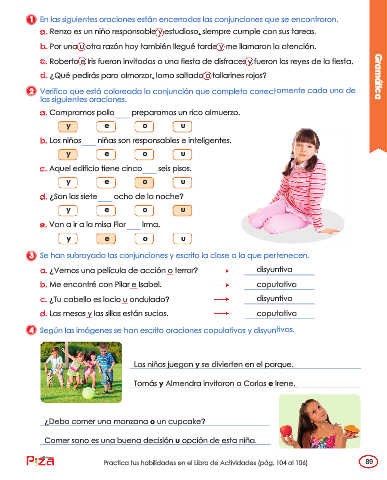 1 En las siguientes oraciones están encerradas las conjunciones que se encontraron.
a. Renzo es un niño responsable y estudioso, siempre cumple con sus tareas.
b. Por una u otra razón hoy también llegué tarde y me llamaron la atención.
c. Roberto e Iris fueron invitados a una fiesta de disfraces y fueron los reyes de la fiesta.
d. ¿Qué pedirás para almorzar, lomo saltado o tallarines rojos?
Gramática
2 Verifica que está coloreada la conjunción que completa correctamente cada una de
las siguientes oraciones.
a. Compramos pollo ____ preparamos un rico almuerzo.
y e o u
b. Los niños ____ niñas son responsables e inteligentes.
y e o u
c. Aquel edificio tiene cinco ____ seis pisos.
y e o u
d. ¿Son las siete ____ ocho de la noche?
y e o u
e. Van a ir a la misa Flor ____ Irma.
y e o u
3 Se han subrayado las conjunciones y escrito la clase a la que pertenecen.
a. ¿Vemos una película de acción o terror? disyuntiva
b. Me encontré con Pilar e Isabel. copulativa
c. ¿Tu cabello es lacio u ondulado? disyuntiva
d. Las mesas y las sillas están sucias. copulativa
4 Según las imágenes se han escrito oraciones copulativas y disyuntivas.
Los niños juegan y se divierten en el parque.
Tomás y Almendra invitaron a Carlos e Irene.
¿Debo comer una manzana o un cupcake?
Comer sano es una buena decisión u opción de esta niña.
Practica tus habilidades en el Libro de Actividades (pág. 104 al 106)
89